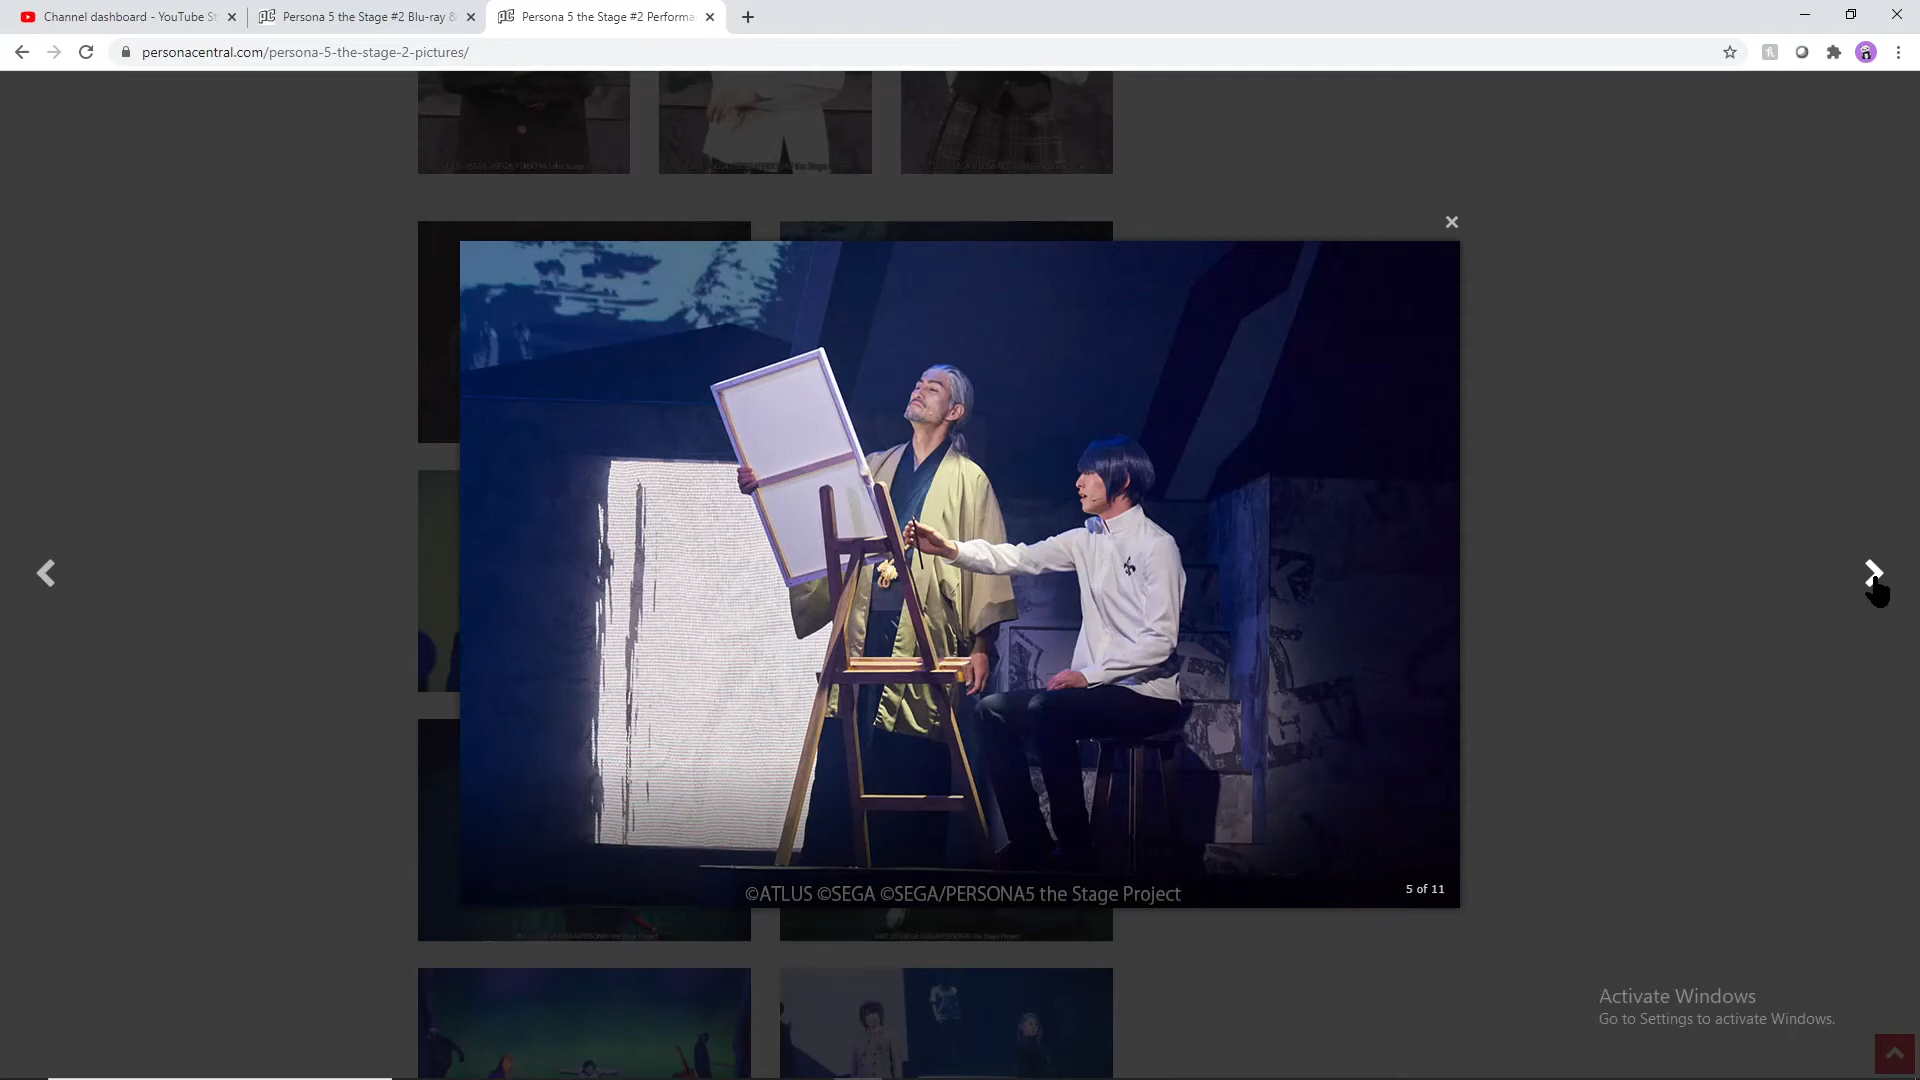 Channel dashboard - YouTube St
Persona 5 the Stage #2 Blu-ray &
Persona 5 the Stage #2 Performa
personacentral.com/persona-5-the-stage-2-pictures/
©ATLUS ©SEGA ©SEGA/PERSONA5 the Stage Project
5 of 11
Activate Windows
Go to Settings to activate Windows.